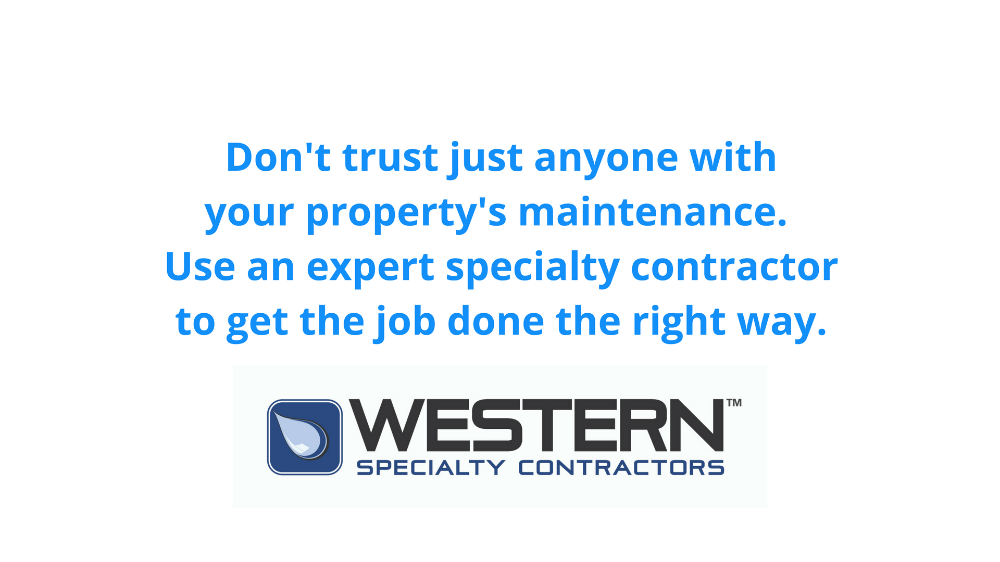 Don't trust just anyone with
your property's maintenance.
Use an expert specialty contractor
to get the job done the right way.
WESTERN™
SPECIALTY CONTRACTORS